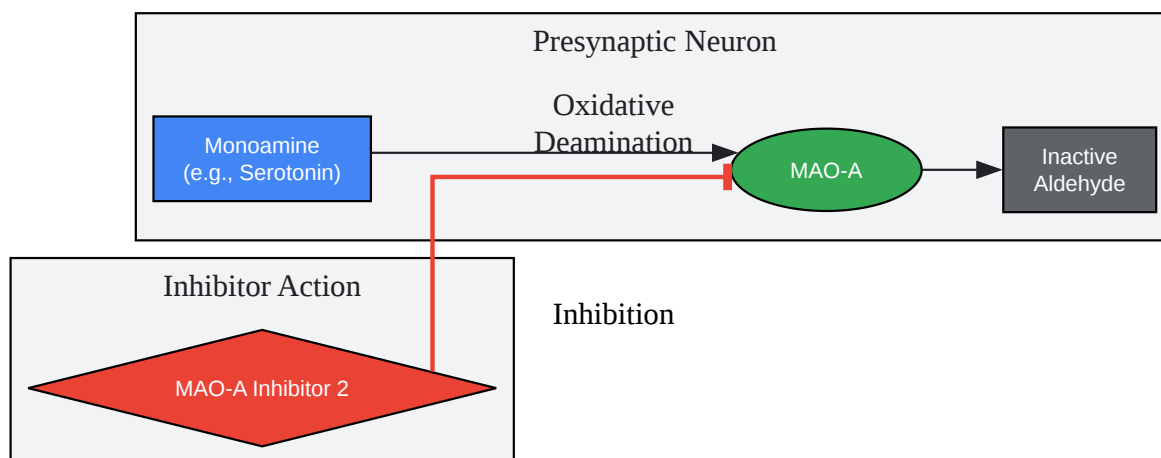 Presynaptic Neuron
Oxidative
Deamination
Monoamine
(e.g., Serotonin)
MAO-A
Inactive
Aldehyde
Inhibitor Action
Inhibition
MAO-A Inhibitor 2